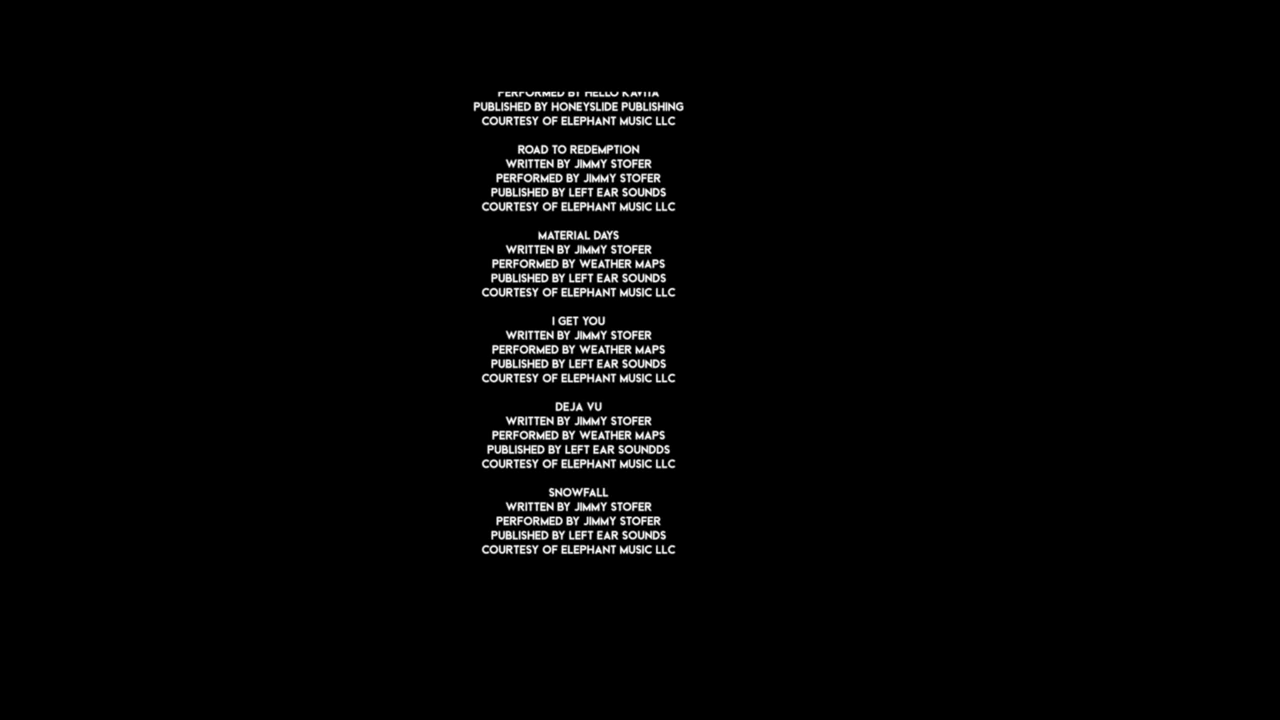 PERFORMED BY HELLO KAVITA
PUBLISHED BY HONEYSLIDE PUBLISHING
COURTESY OF ELEPHANT MUSIC LLC
ROAD TO REDEMPTION
WRITTEN BY JIMMY STOFER
PERFORMED BY JIMMY STOFER
PUBLISHED BY LEFT EAR SOUNDS
COURTESY OF ELEPHANT MUSIC LLC
MATERIAL DAYS
WRITTEN BY JIMMY STOFER
PERFORMED BY WEATHER MAPS
PUBLISHED BY LEFT EAR SOUNDS
COURTESY OF ELEPHANT MUSIC LLC
I GET YOU
WRITTEN BY JIMMY STOFER
PERFORMED BY WEATHER MAPS
PUBLISHED BY LEFT EAR SOUNDS
COURTESY OF ELEPHANT MUSIC LLC
DEJA VU
WRITTEN BY JIMMY STOFER
PERFORMED BY WEATHER MAPS
PUBLISHED BY LEFT EAR SOUNDDS
COURTESY OF ELEPHANT MUSIC LLC
SNOWFALL
WRITTEN BY JIMMY STOFER
PERFORMED BY JIMMY STOFER
PUBLISHED BY LEFT EAR SOUNDS
COURTESY OF ELEPHANT MUSIC LLC